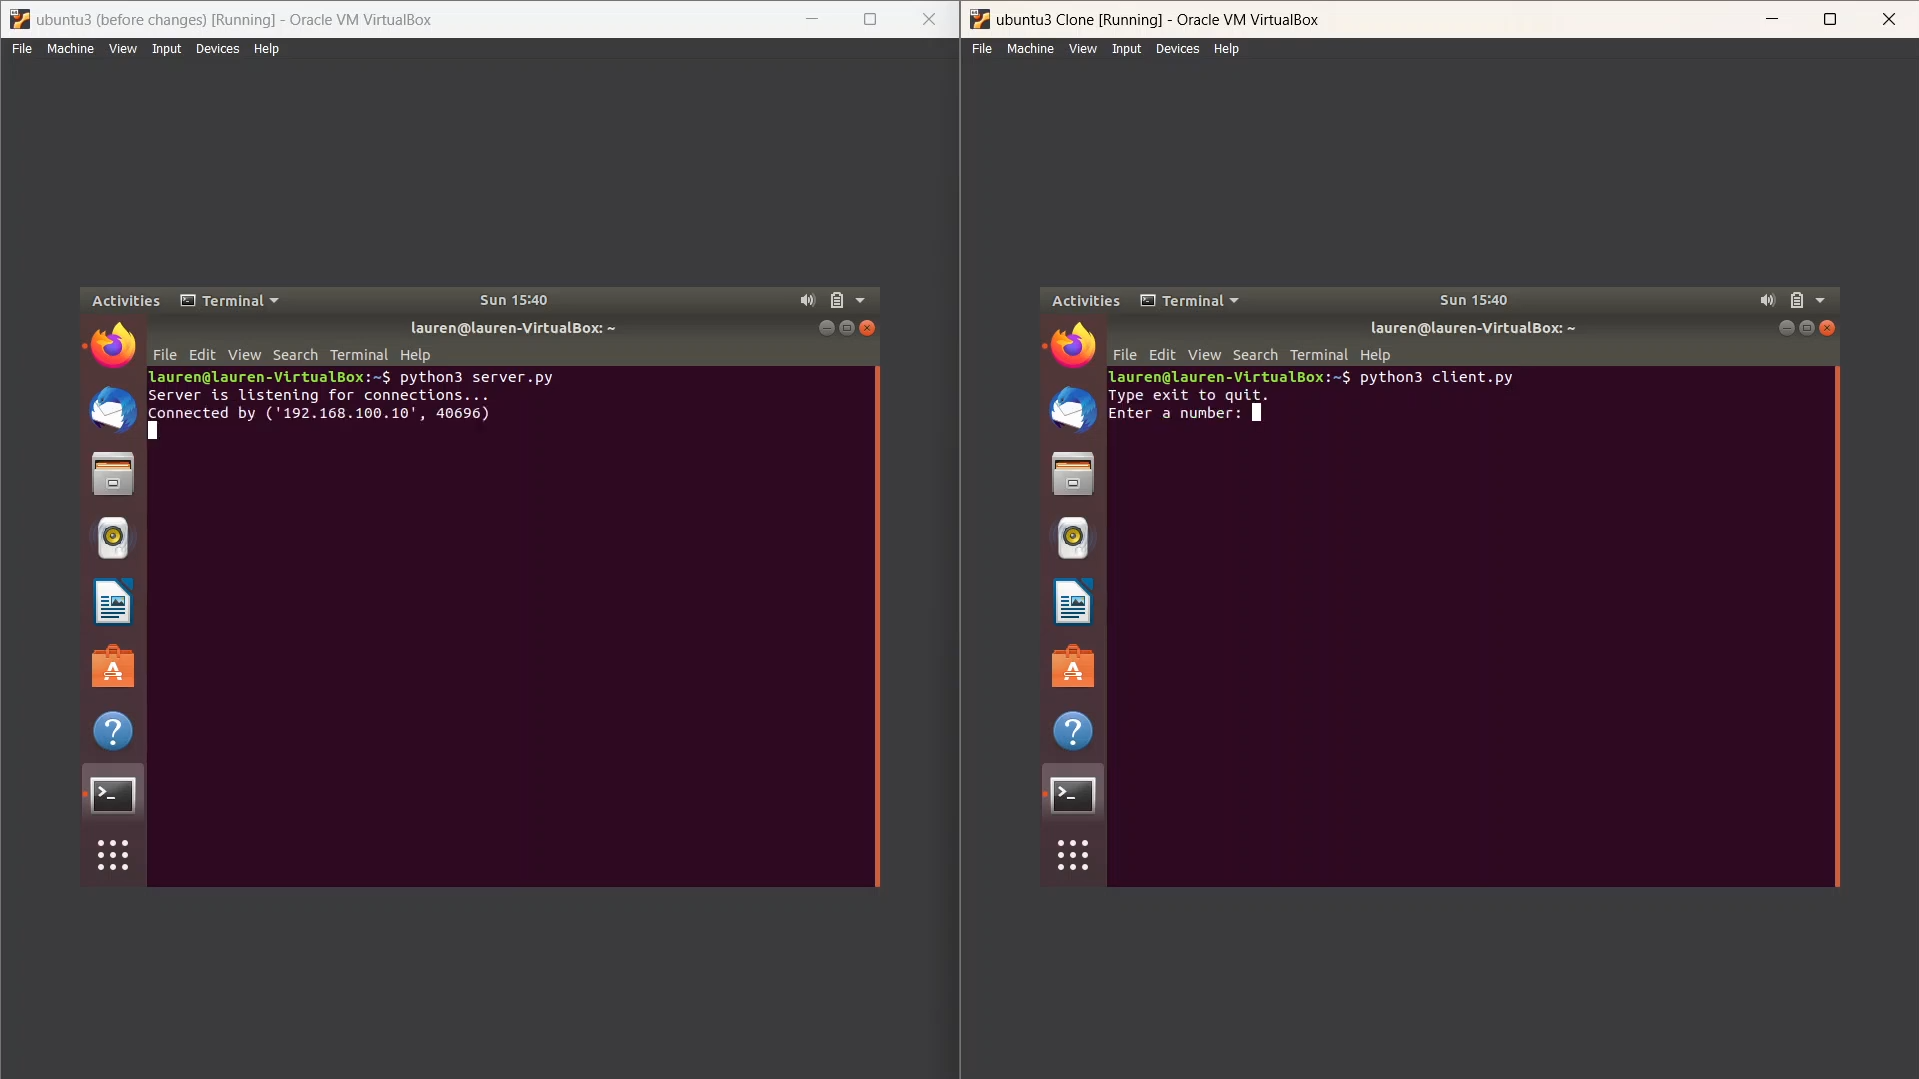 ubuntu3 (before changes) [Running] - Oracle VM VirtualBox
File Machine View Input Devices Help
Activities Terminal Sun 15:40
lauren@lauren-VirtualBox: ~
File Edit View Search Terminal Help
lauren@lauren-VirtualBox:~$ python3 server.py
Server is listening for connections...
Connected by ('192.168.100.10', 40696)
ubuntu3 Clone [Running] - Oracle VM VirtualBox
File Machine View Input Devices Help
Activities Terminal Sun 15:40
lauren@lauren-VirtualBox: ~
File Edit View Search Terminal Help
lauren@lauren-VirtualBox:~$ python3 client.py
Type exit to quit.
Enter a number: